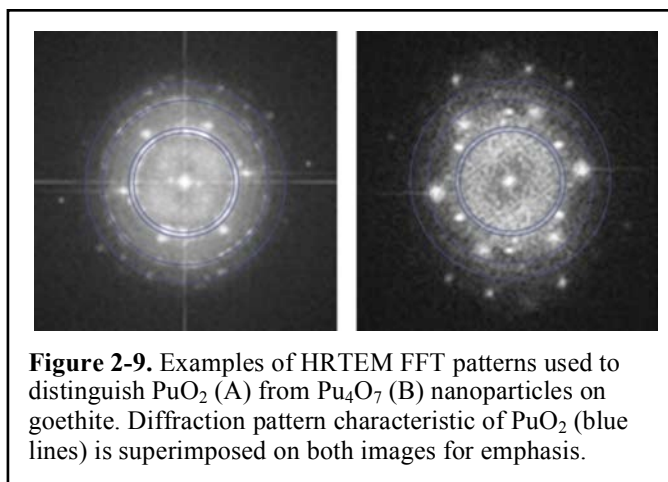 Figure 2-9. Examples of HRTEM FFT patterns used to
distinguish PuO₂ (A) from Pu₄O₇ (B) nanoparticles on
goethite. Diffraction pattern characteristic of PuO₂ (blue
lines) is superimposed on both images for emphasis.